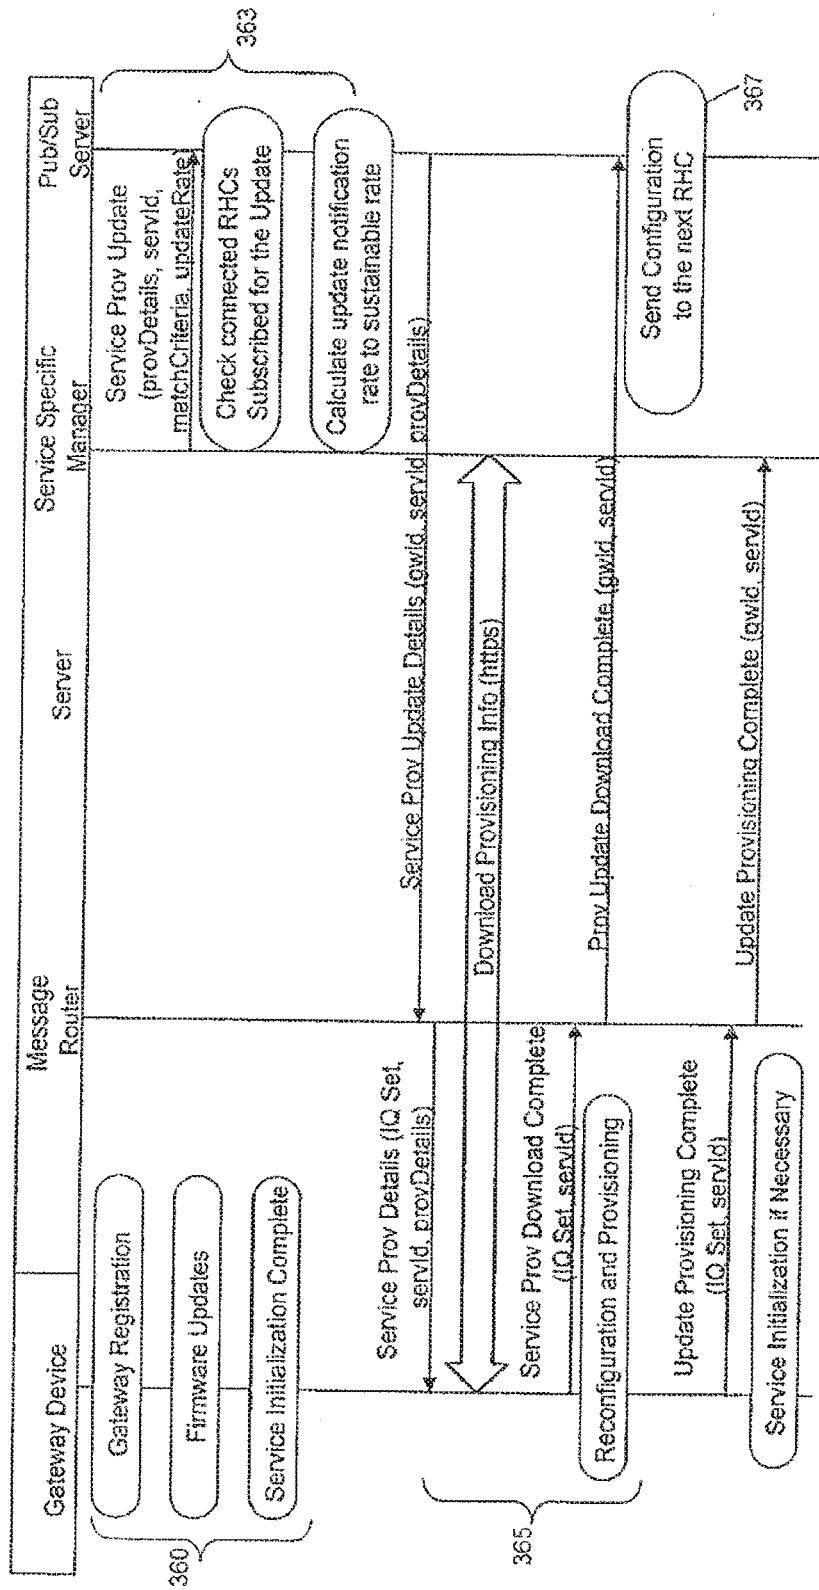 Gateway Device
Message
Router
Server
Service Specific
Manager
Pub/Sub
Server
Gateway Registration
Firmware Updates
Service Initialization Complete
360
Service Prov Update
(provDetails, servId,
matchCriteria, updateRate)
Check connected RHCs
Subscribed for the Update
Calculate update notification
rate to sustainable rate
363
Service Prov Update Details (gwId, servId, provDetails)
Service Prov Details (IQ Set,
servId, provDetails)
Download Provisioning Info (https)
Service Prov Download Complete
(IQ Set, servId)
Prov Update Download Complete (gwId, servId)
Reconfiguration and Provisioning
365
Send Configuration
to the next RHC
367
Update Provisioning Complete
(IQ Set, servId)
Update Provisioning Complete (gwId, servId)
Service Initialization if Necessary